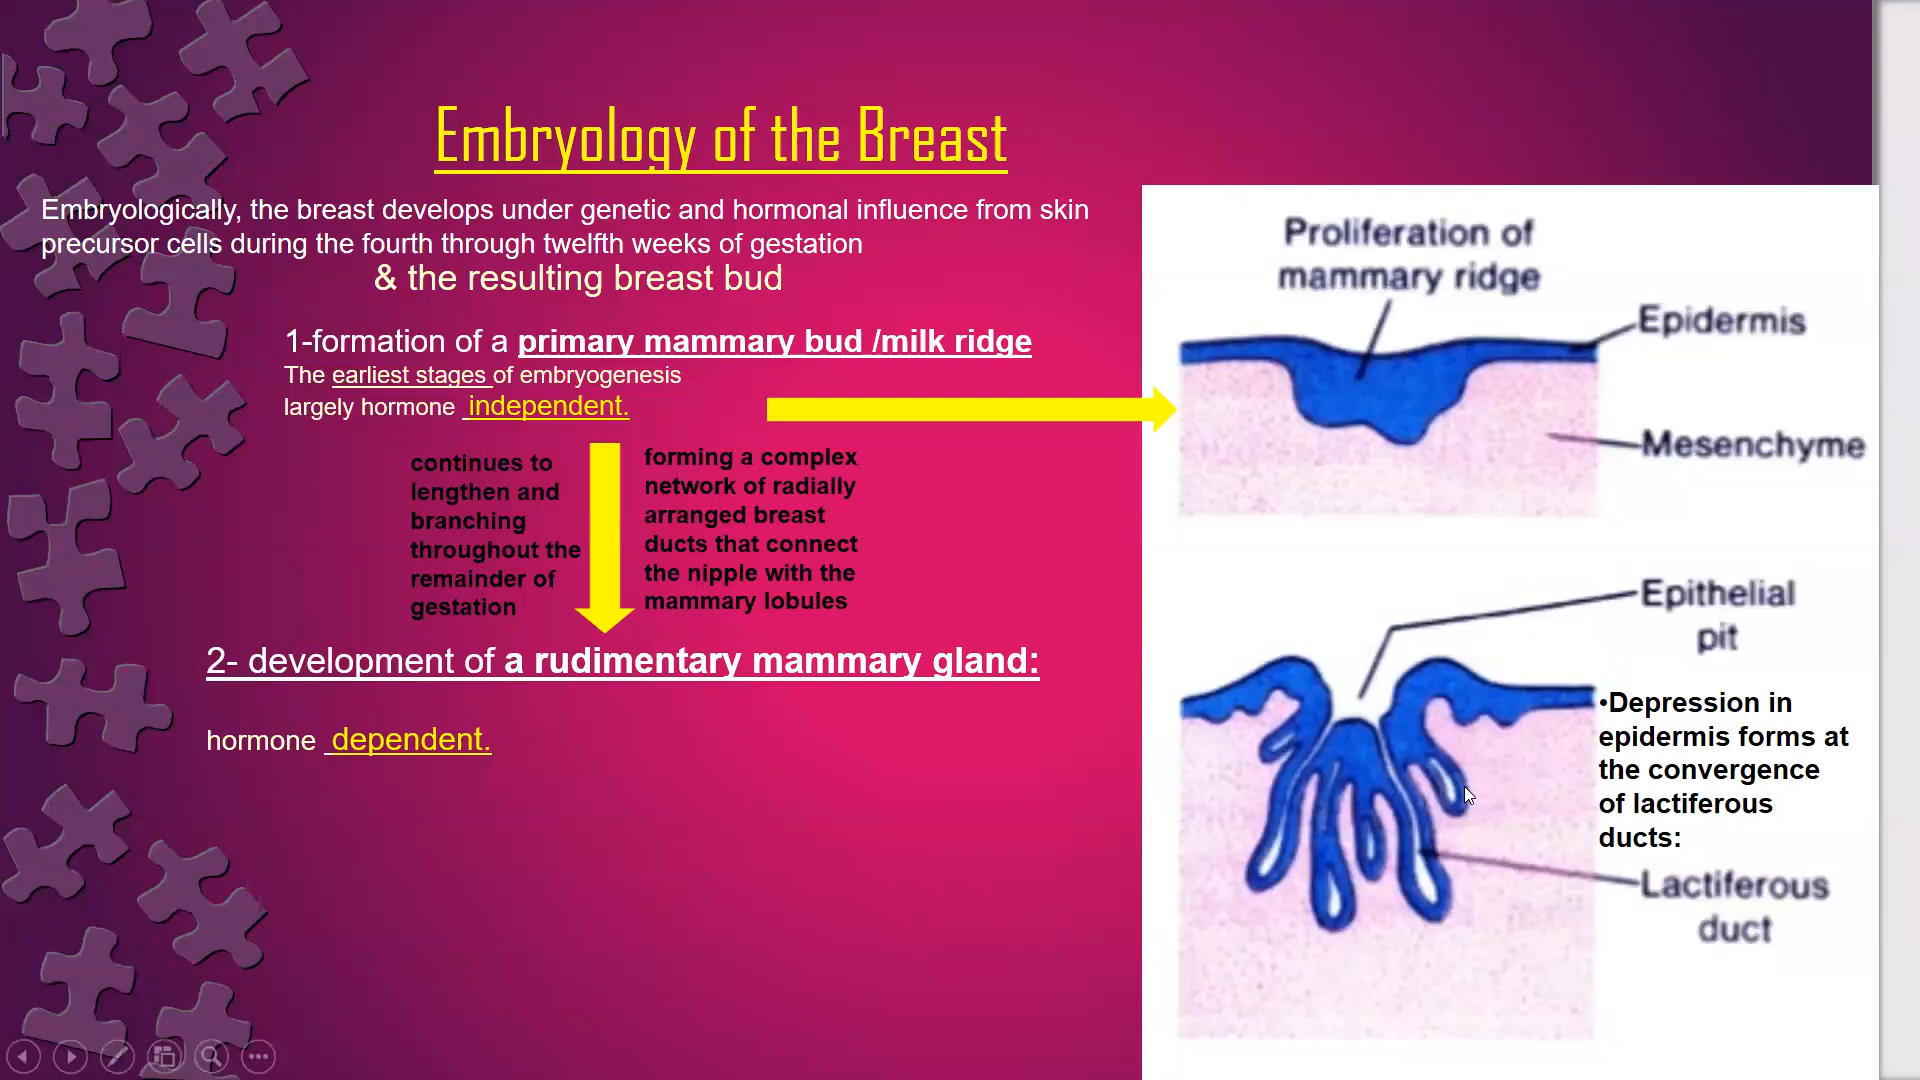 Embryology of the Breast
Embryologically, the breast develops under genetic and hormonal influence from skin
precursor cells during the fourth through twelfth weeks of gestation
& the resulting breast bud
1-formation of a primary mammary bud /milk ridge
The earliest stages of embryogenesis
largely hormone independent.
continues to
lengthen and
branching
throughout the
remainder of
gestation
forming a complex
network of radially
arranged breast
ducts that connect
the nipple with the
mammary lobules
2- development of a rudimentary mammary gland:
hormone dependent.
Proliferation of
mammary ridge
Epidermis
Mesenchyme
Epithelial
pit
•Depression in
epidermis forms at
the convergence
of lactiferous
ducts:
Lactiferous
duct